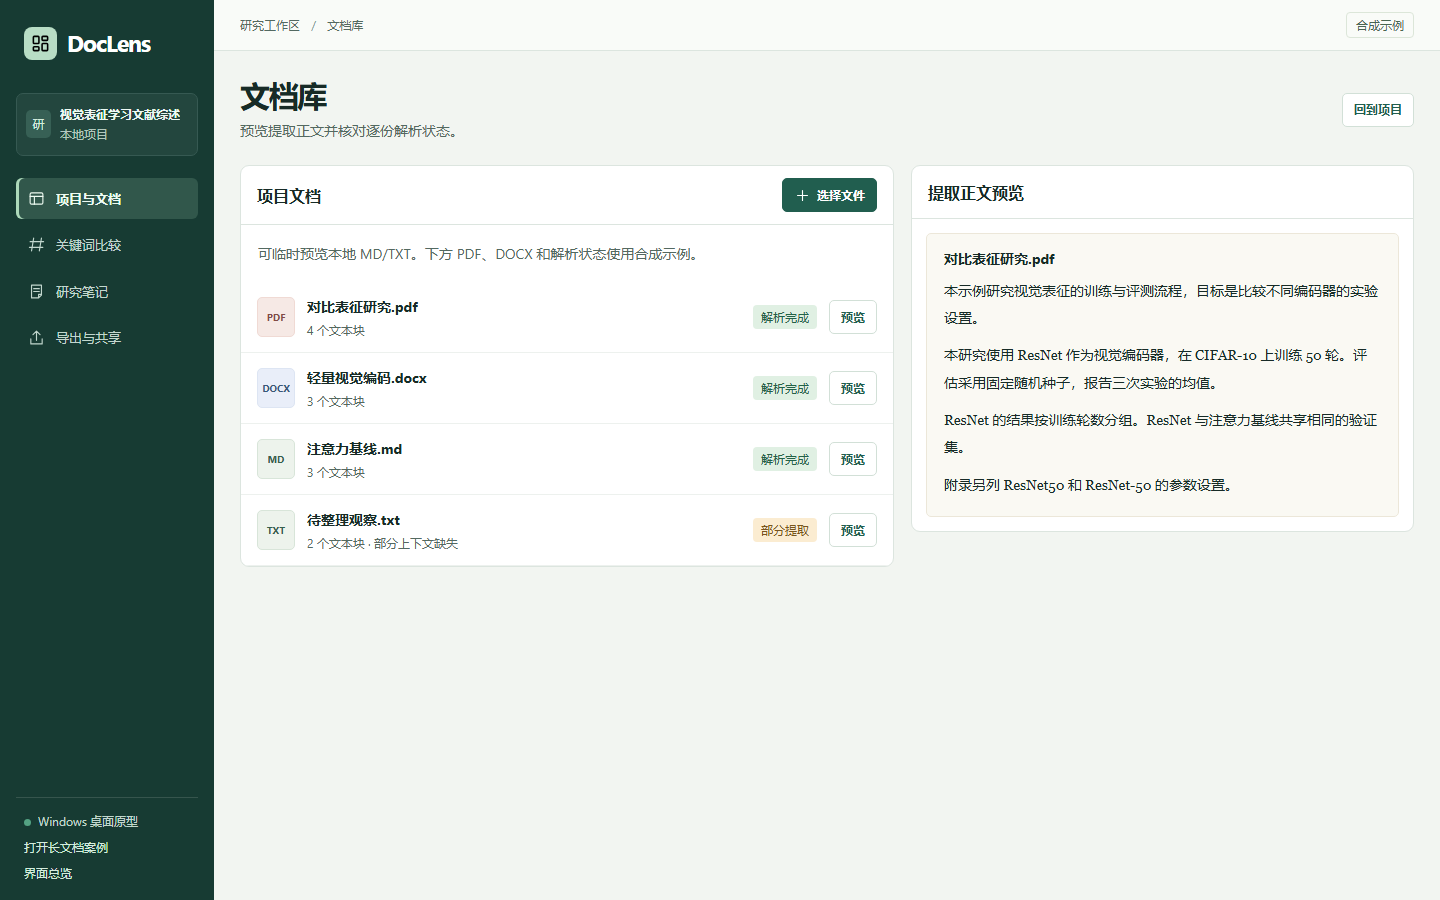 DocLens
研
视觉表征学习文献综述
本地项目
项目与文档
关键词比较
研究笔记
导出与共享
Windows 桌面原型
打开长文档案例
界面总览
研究工作区 / 文档库
合成示例
文档库
预览提取正文并核对逐份解析状态。
回到项目
项目文档
选择文件
可临时预览本地 MD/TXT。下方 PDF、DOCX 和解析状态使用合成示例。
PDF
对比表征研究.pdf
4 个文本块
解析完成
预览
DOCX
轻量视觉编码.docx
3 个文本块
解析完成
预览
MD
注意力基线.md
3 个文本块
解析完成
预览
TXT
待整理观察.txt
2 个文本块 · 部分上下文缺失
部分提取
预览
提取正文预览
对比表征研究.pdf
本示例研究视觉表征的训练与评测流程，目标是比较不同编码器的实验
设置。
本研究使用 ResNet 作为视觉编码器，在 CIFAR-10 上训练 50 轮。评
估采用固定随机种子，报告三次实验的均值。
ResNet 的结果按训练轮数分组。ResNet 与注意力基线共享相同的验证
集。
附录另列 ResNet50 和 ResNet-50 的参数设置。